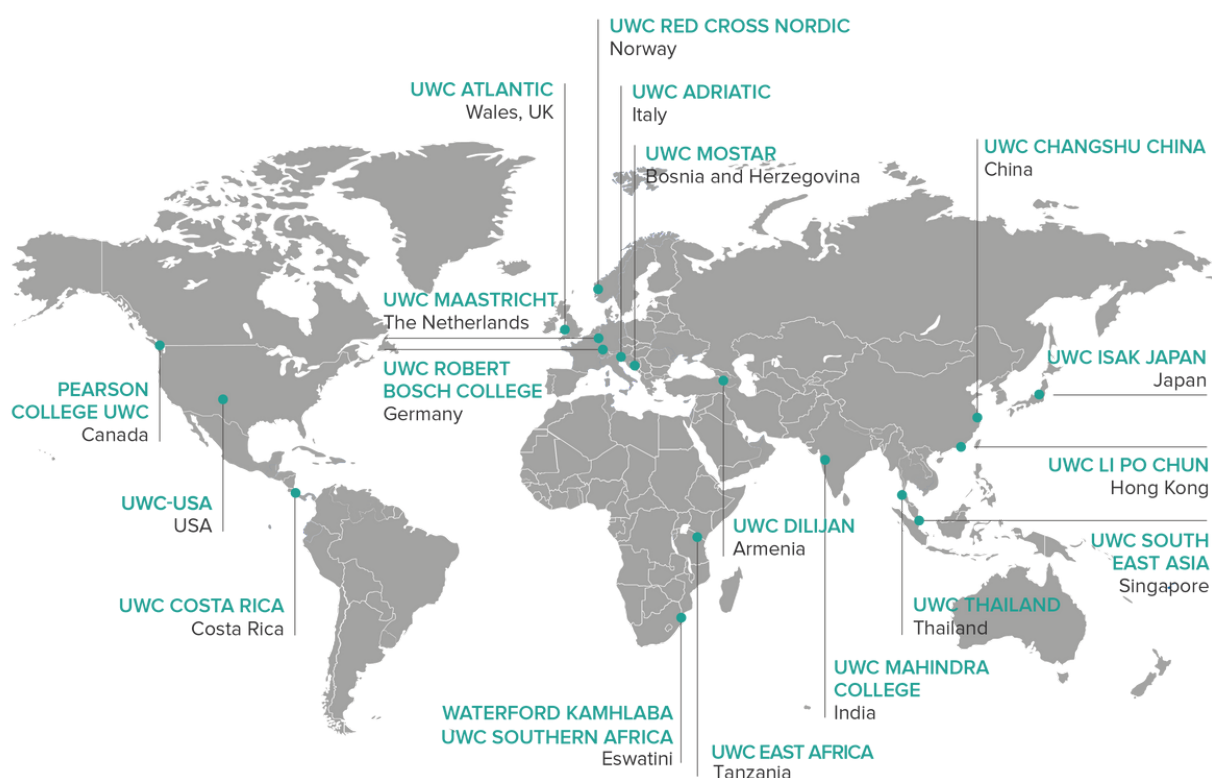 UWC RED CROSS NORDIC
Norway
UWC ATLANTIC
Wales, UK
UWC ADRIATIC
Italy
UWC MOSTAR
Bosnia and Herzegovina
UWC CHANGSHU CHINA
China
UWC MAASTRICHT
The Netherlands
UWC ROBERT
BOSCH COLLEGE
Germany
UWC ISAK JAPAN
Japan
PEARSON
COLLEGE UWC
Canada
UWC LI PO CHUN
Hong Kong
UWC-USA
USA
UWC DILIJAN
Armenia
UWC SOUTH
EAST ASIA
Singapore
UWC COSTA RICA
Costa Rica
UWC THAILAND
Thailand
UWC MAHINDRA
COLLEGE
India
WATERFORD KAMHLABA
UWC SOUTHERN AFRICA
Eswatini
UWC EAST AFRICA
Tanzania